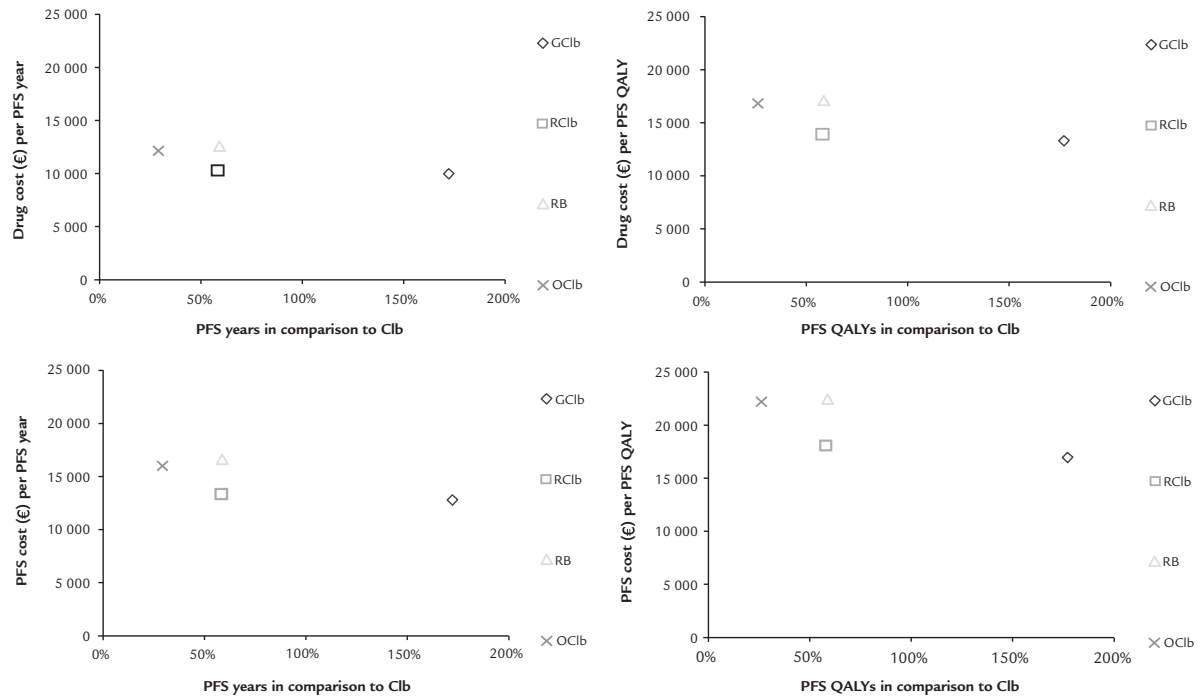 25 000
20 000
15 000
10 000
5 000
0
Drug cost (€) per PFS year
0% 50% 100% 150% 200%
PFS years in comparison to Clb
GClb
RClb
RB
OClb
25 000
20 000
15 000
10 000
5 000
0
Drug cost (€) per PFS QALY
0% 50% 100% 150% 200%
PFS QALYs in comparison to Clb
GClb
RClb
RB
OClb
25 000
20 000
15 000
10 000
5 000
0
PFS cost (€) per PFS year
0% 50% 100% 150% 200%
PFS years in comparison to Clb
GClb
RClb
RB
OClb
25 000
20 000
15 000
10 000
5 000
0
PFS cost (€) per PFS QALY
0% 50% 100% 150% 200%
PFS QALYs in comparison to Clb
GClb
RClb
RB
OClb